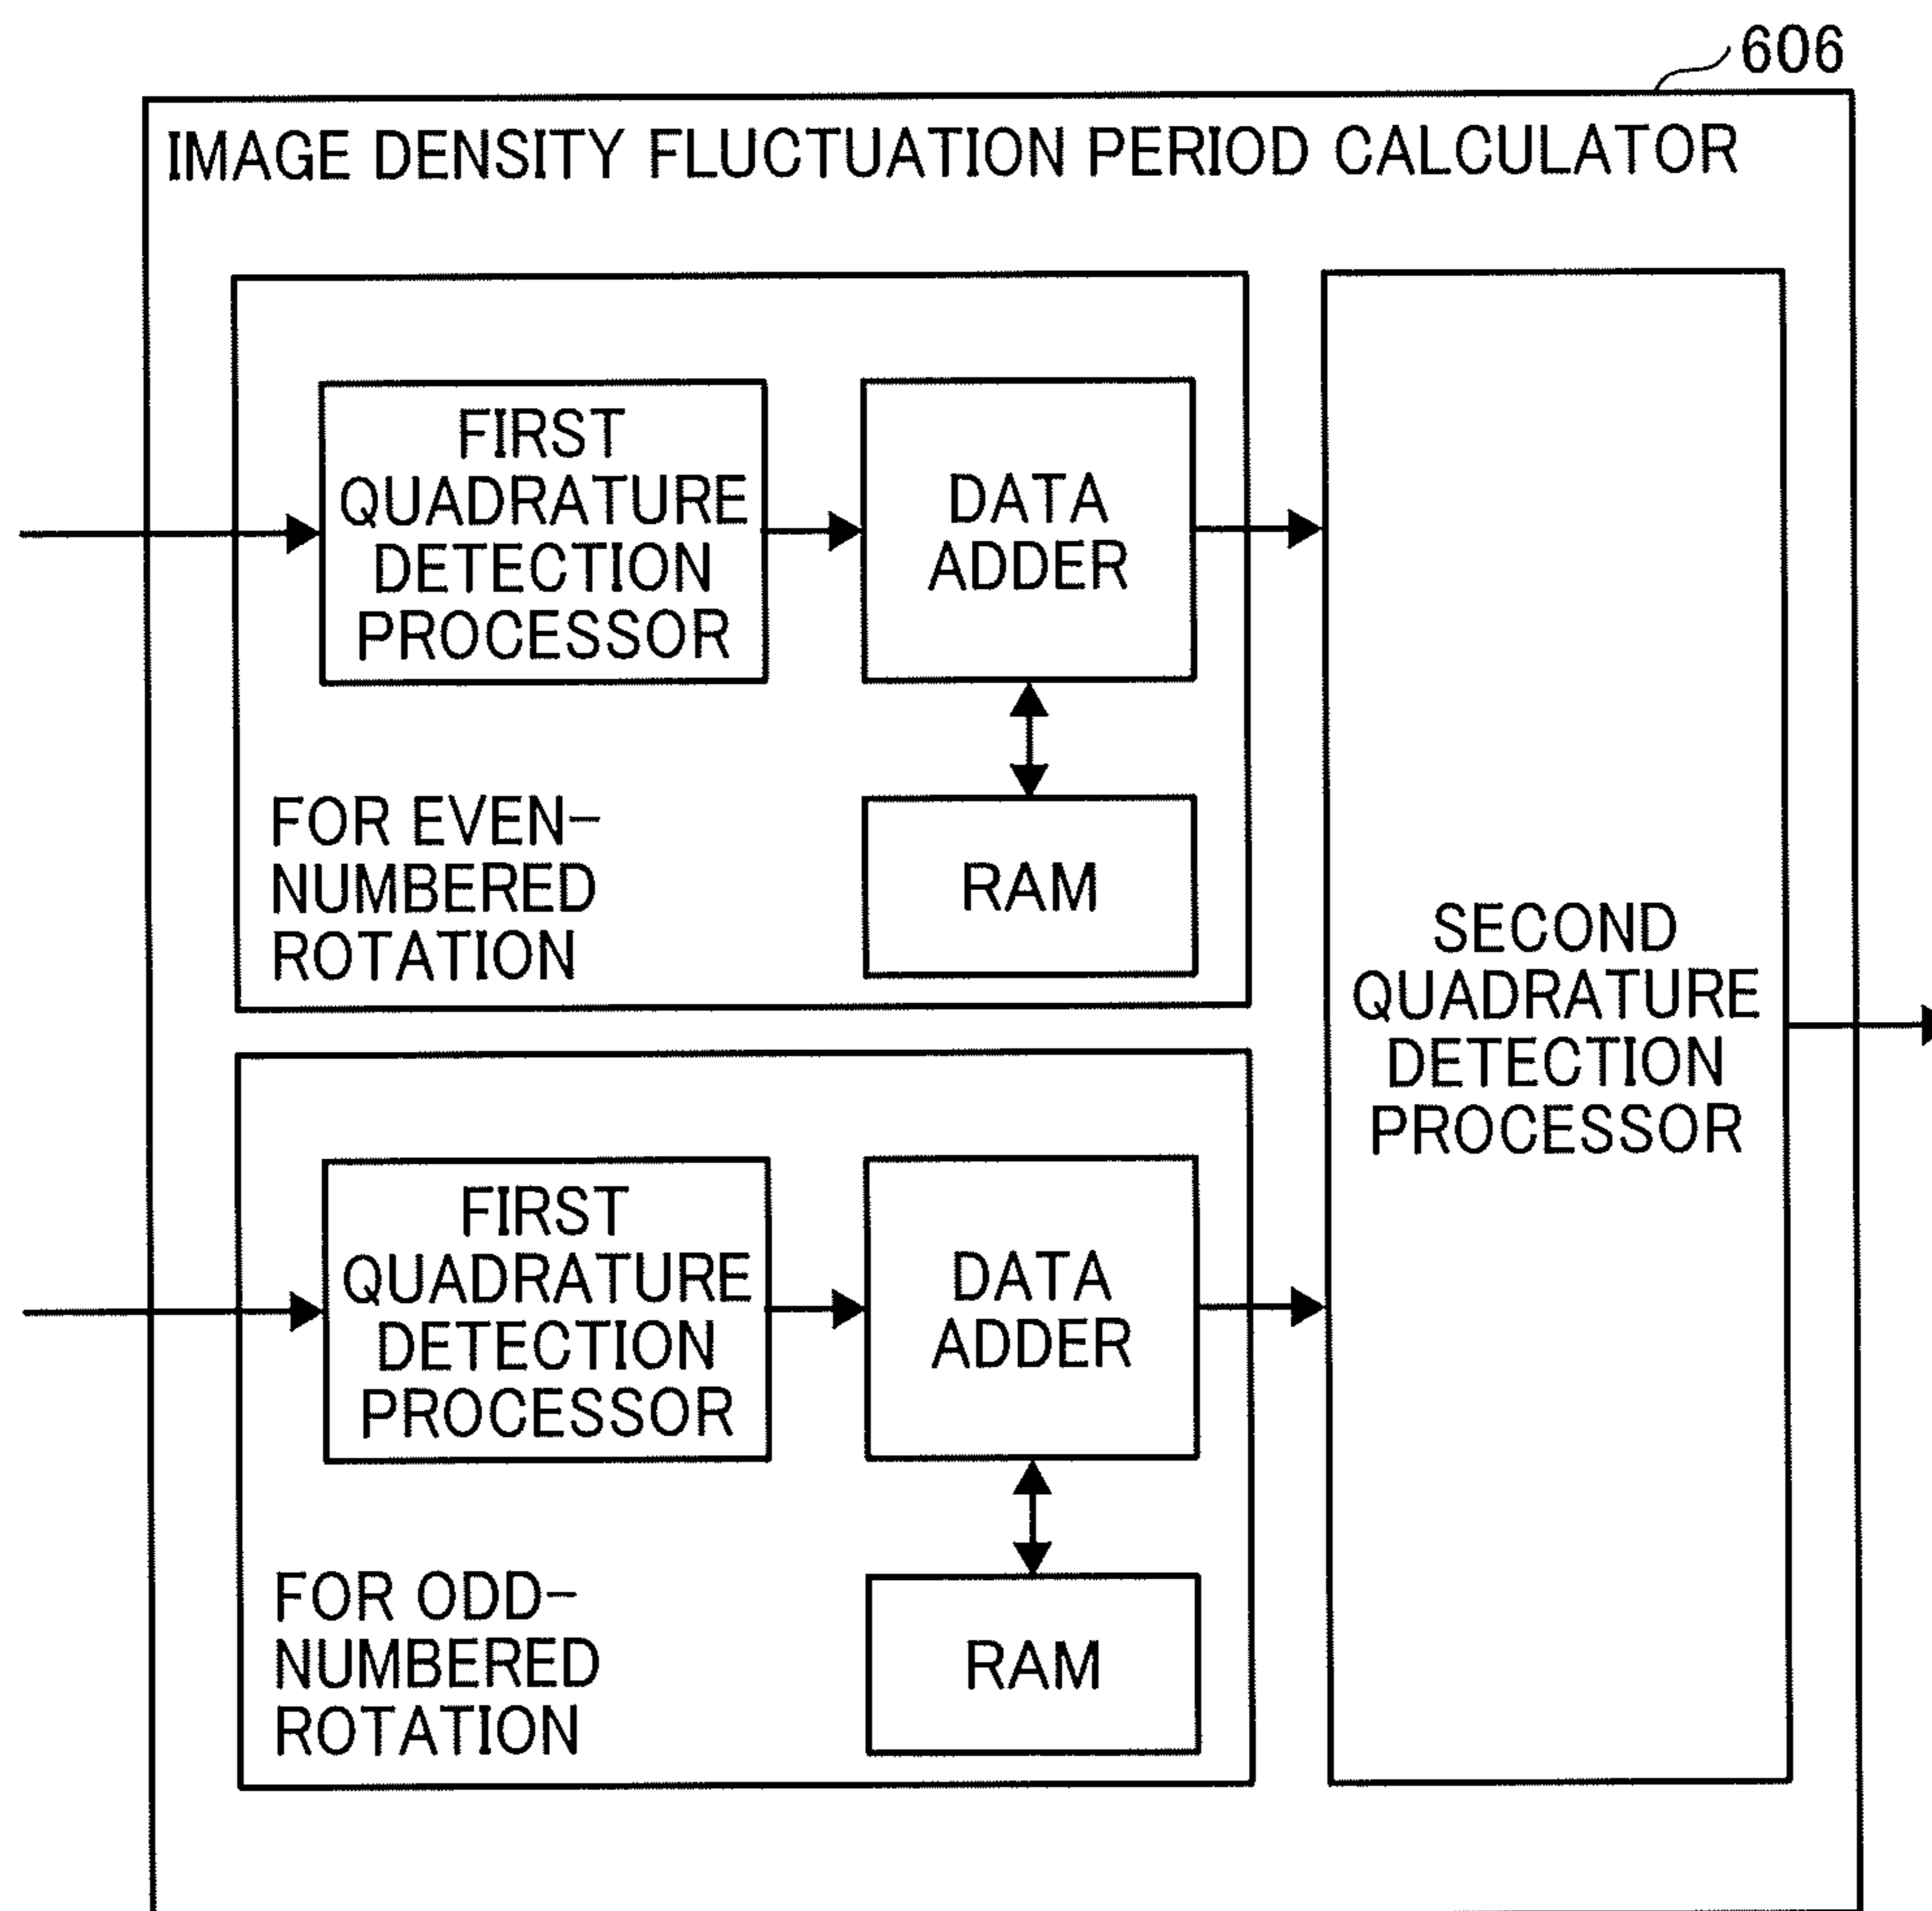 606
IMAGE DENSITY FLUCTUATION PERIOD CALCULATOR
FIRST
QUADRATURE
DETECTION
PROCESSOR
DATA
ADDER
RAM
FOR EVEN-
NUMBERED
ROTATION
FIRST
QUADRATURE
DETECTION
PROCESSOR
DATA
ADDER
RAM
FOR ODD-
NUMBERED
ROTATION
SECOND
QUADRATURE
DETECTION
PROCESSOR